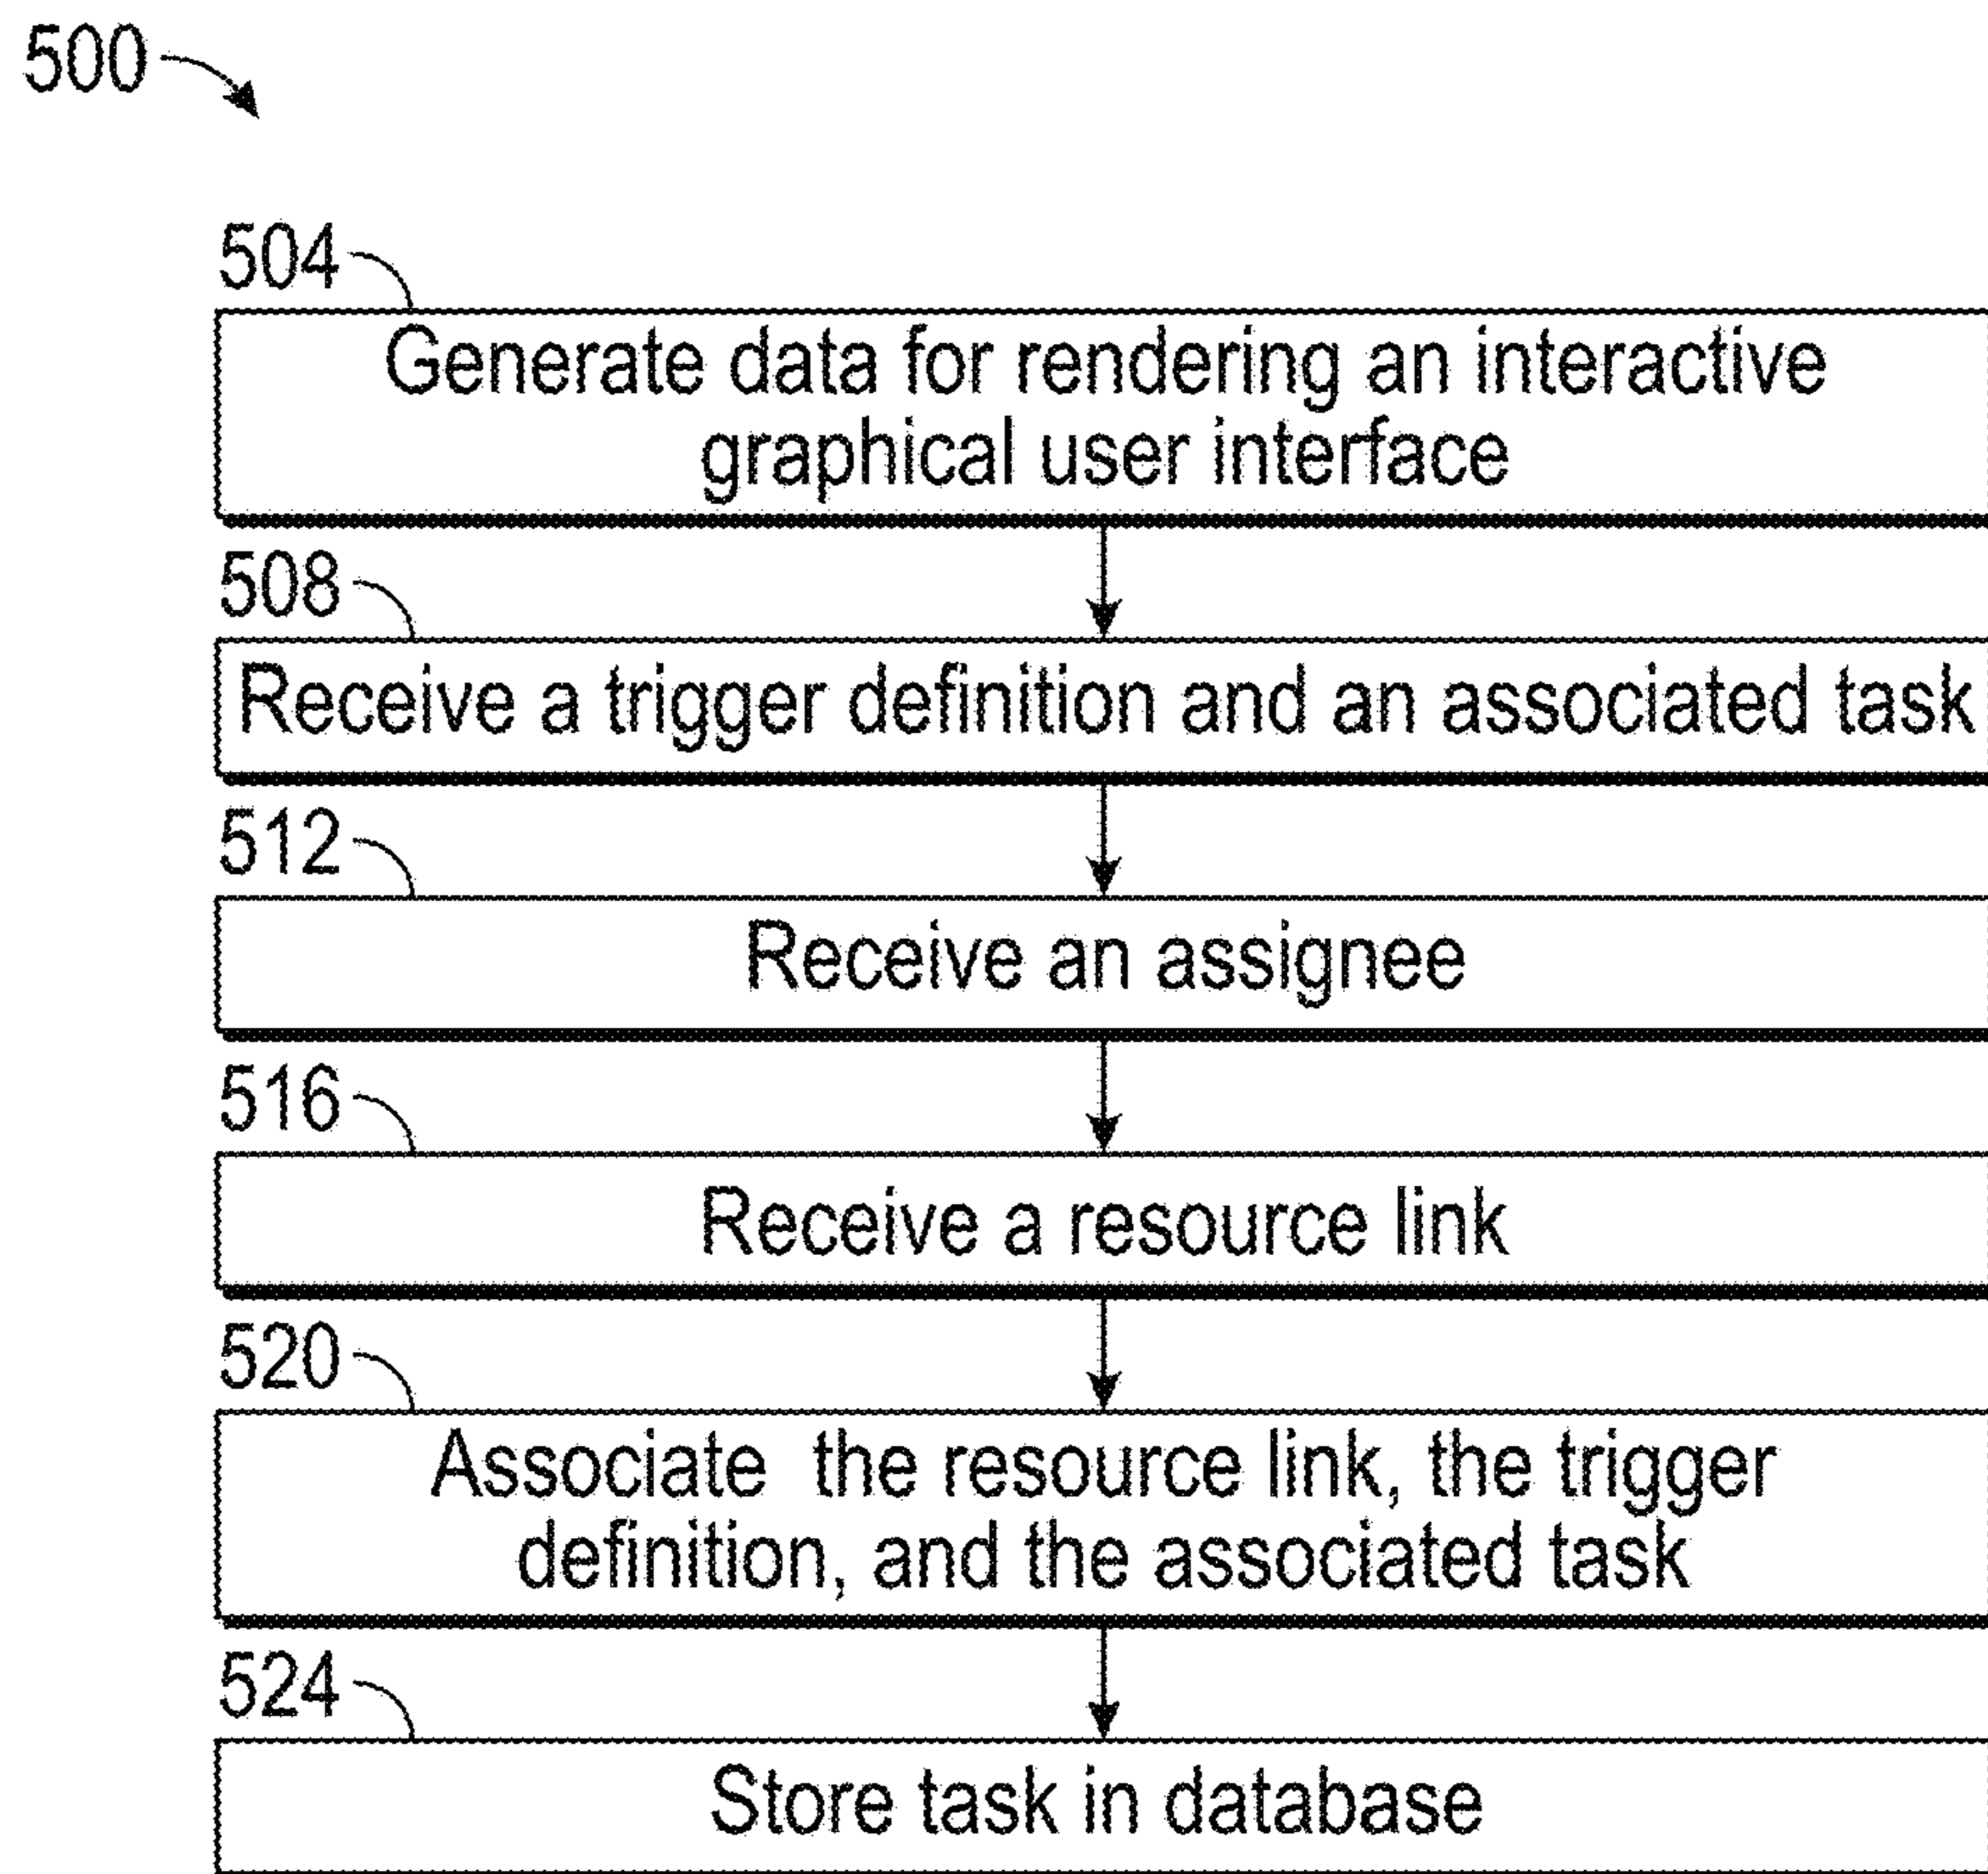 500
504
Generate data for rendering an interactive
graphical user interface
508
Receive a trigger definition and an associated task
512
Receive an assignee
516
Receive a resource link
520
Associate the resource link, the trigger
definition, and the associated task
524
Store task in database